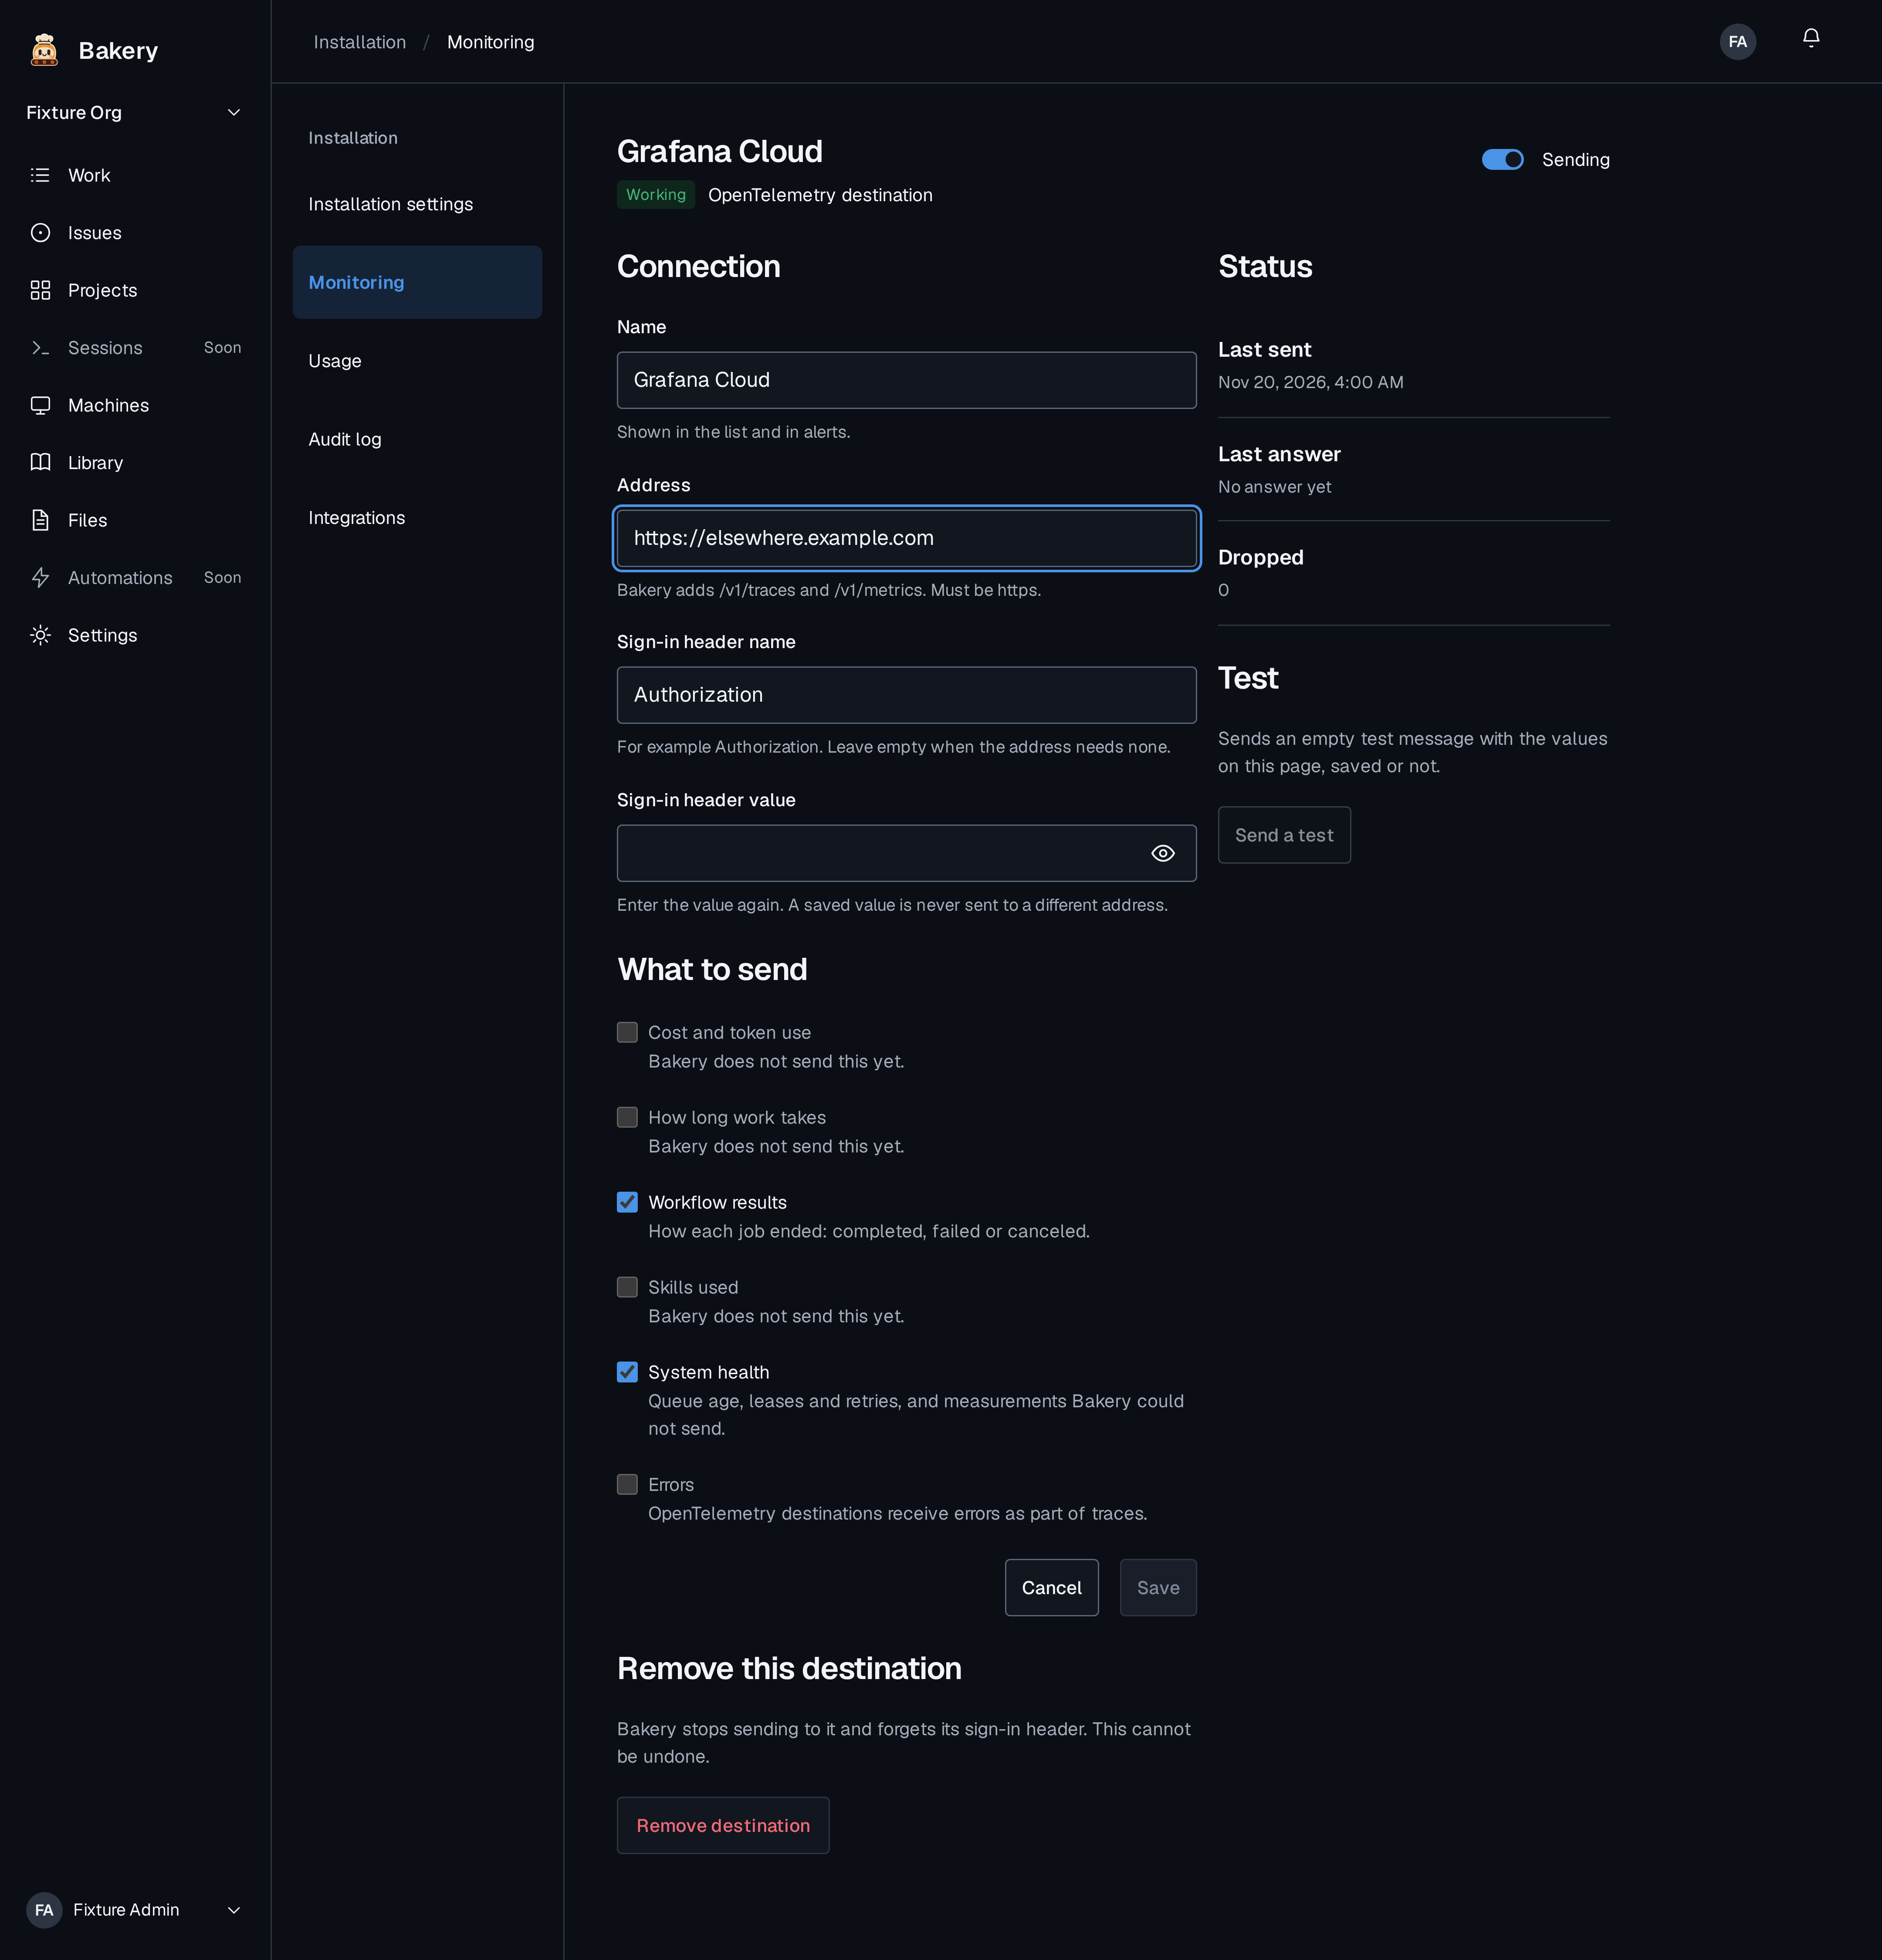 Bakery
Fixture Org
Work
Issues
Projects
Sessions Soon
Machines
Library
Files
Automations Soon
Settings
FA Fixture Admin
Installation / Monitoring
FA
Installation
Installation settings
Monitoring
Usage
Audit log
Integrations
Grafana Cloud
Working OpenTelemetry destination
Sending
Connection
Name
Grafana Cloud
Shown in the list and in alerts.
Address
https://elsewhere.example.com
Bakery adds /v1/traces and /v1/metrics. Must be https.
Sign-in header name
Authorization
For example Authorization. Leave empty when the address needs none.
Sign-in header value
Enter the value again. A saved value is never sent to a different address.
What to send
Cost and token use
Bakery does not send this yet.
How long work takes
Bakery does not send this yet.
Workflow results
How each job ended: completed, failed or canceled.
Skills used
Bakery does not send this yet.
System health
Queue age, leases and retries, and measurements Bakery could
not send.
Errors
OpenTelemetry destinations receive errors as part of traces.
Cancel Save
Remove this destination
Bakery stops sending to it and forgets its sign-in header. This cannot
be undone.
Remove destination
Status
Last sent
Nov 20, 2026, 4:00 AM
Last answer
No answer yet
Dropped
0
Test
Sends an empty test message with the values
on this page, saved or not.
Send a test